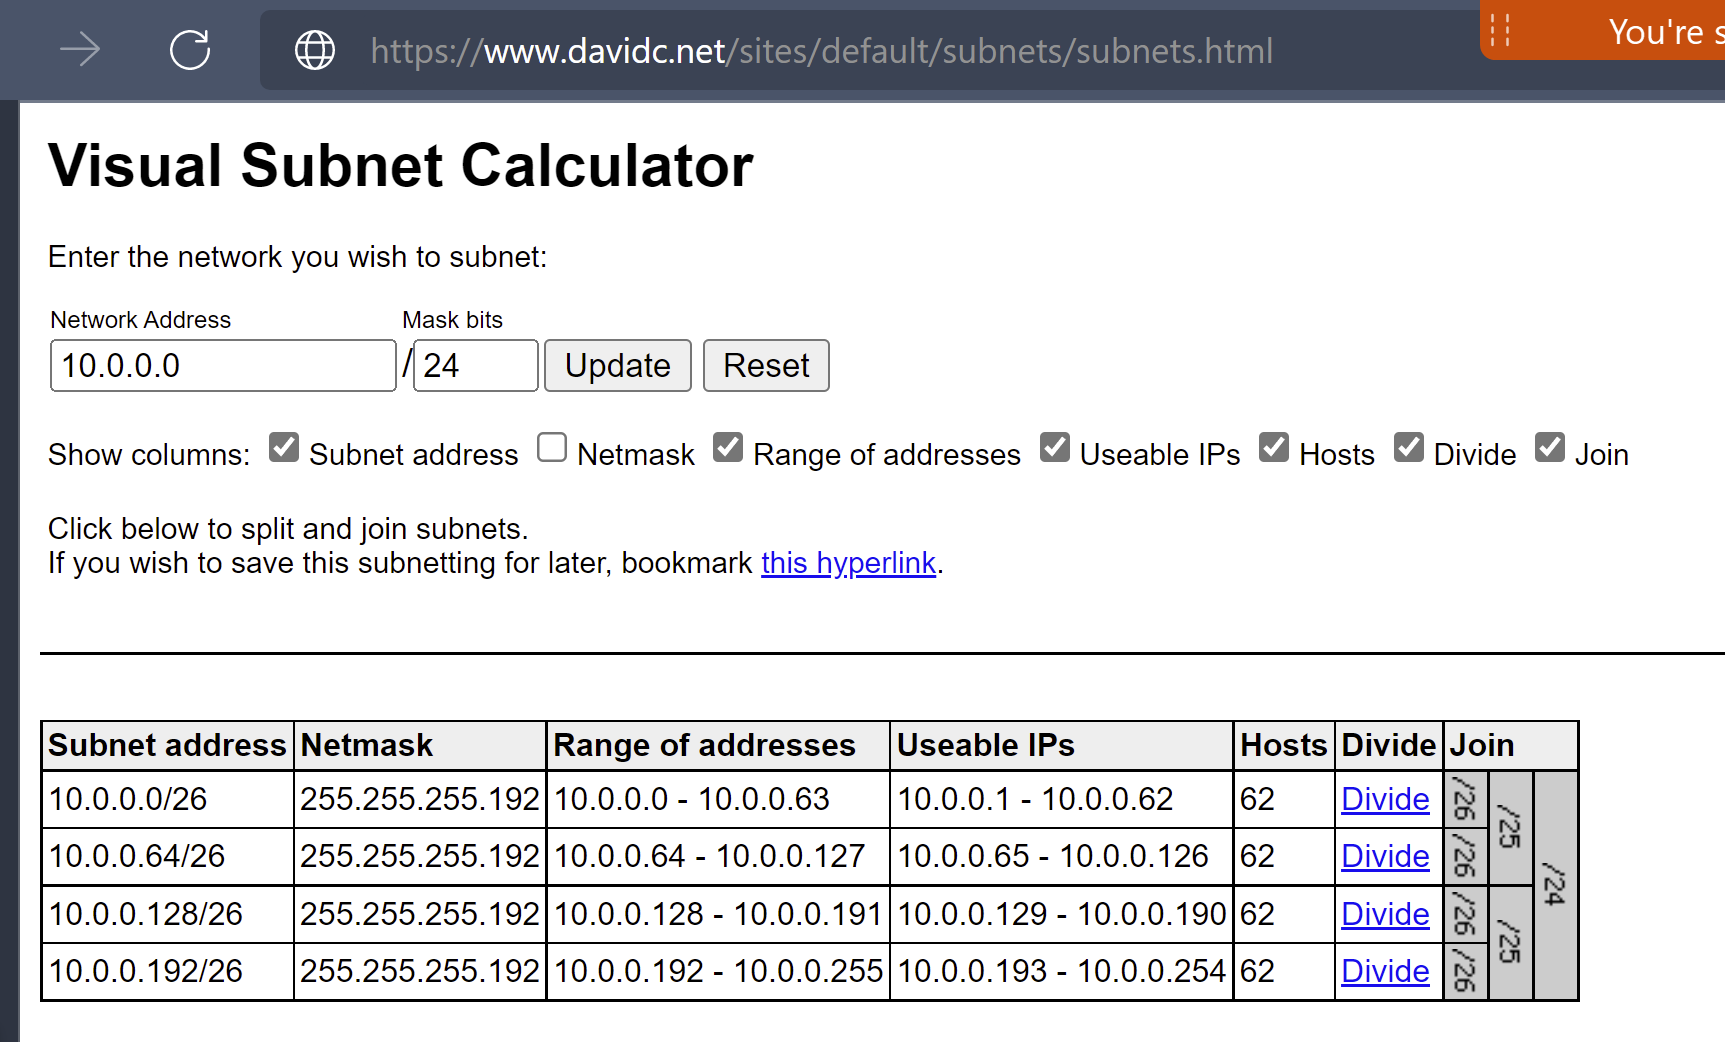 https://www.davidc.net/sites/default/subnets/subnets.html
You're s
Visual Subnet Calculator
Enter the network you wish to subnet:
Network Address Mask bits
10.0.0.0 / 24 Update Reset
Show columns: Subnet address Netmask Range of addresses Useable IPs Hosts Divide Join
Click below to split and join subnets.
If you wish to save this subnetting for later, bookmark this hyperlink.
Subnet address Netmask Range of addresses Useable IPs Hosts Divide Join
10.0.0.0/26 255.255.255.192 10.0.0.0 - 10.0.0.63 10.0.0.1 - 10.0.0.62 62 Divide /26 /25 /24
10.0.0.64/26 255.255.255.192 10.0.0.64 - 10.0.0.127 10.0.0.65 - 10.0.0.126 62 Divide /26
10.0.0.128/26 255.255.255.192 10.0.0.128 - 10.0.0.191 10.0.0.129 - 10.0.0.190 62 Divide /26 /25
10.0.0.192/26 255.255.255.192 10.0.0.192 - 10.0.0.255 10.0.0.193 - 10.0.0.254 62 Divide /26